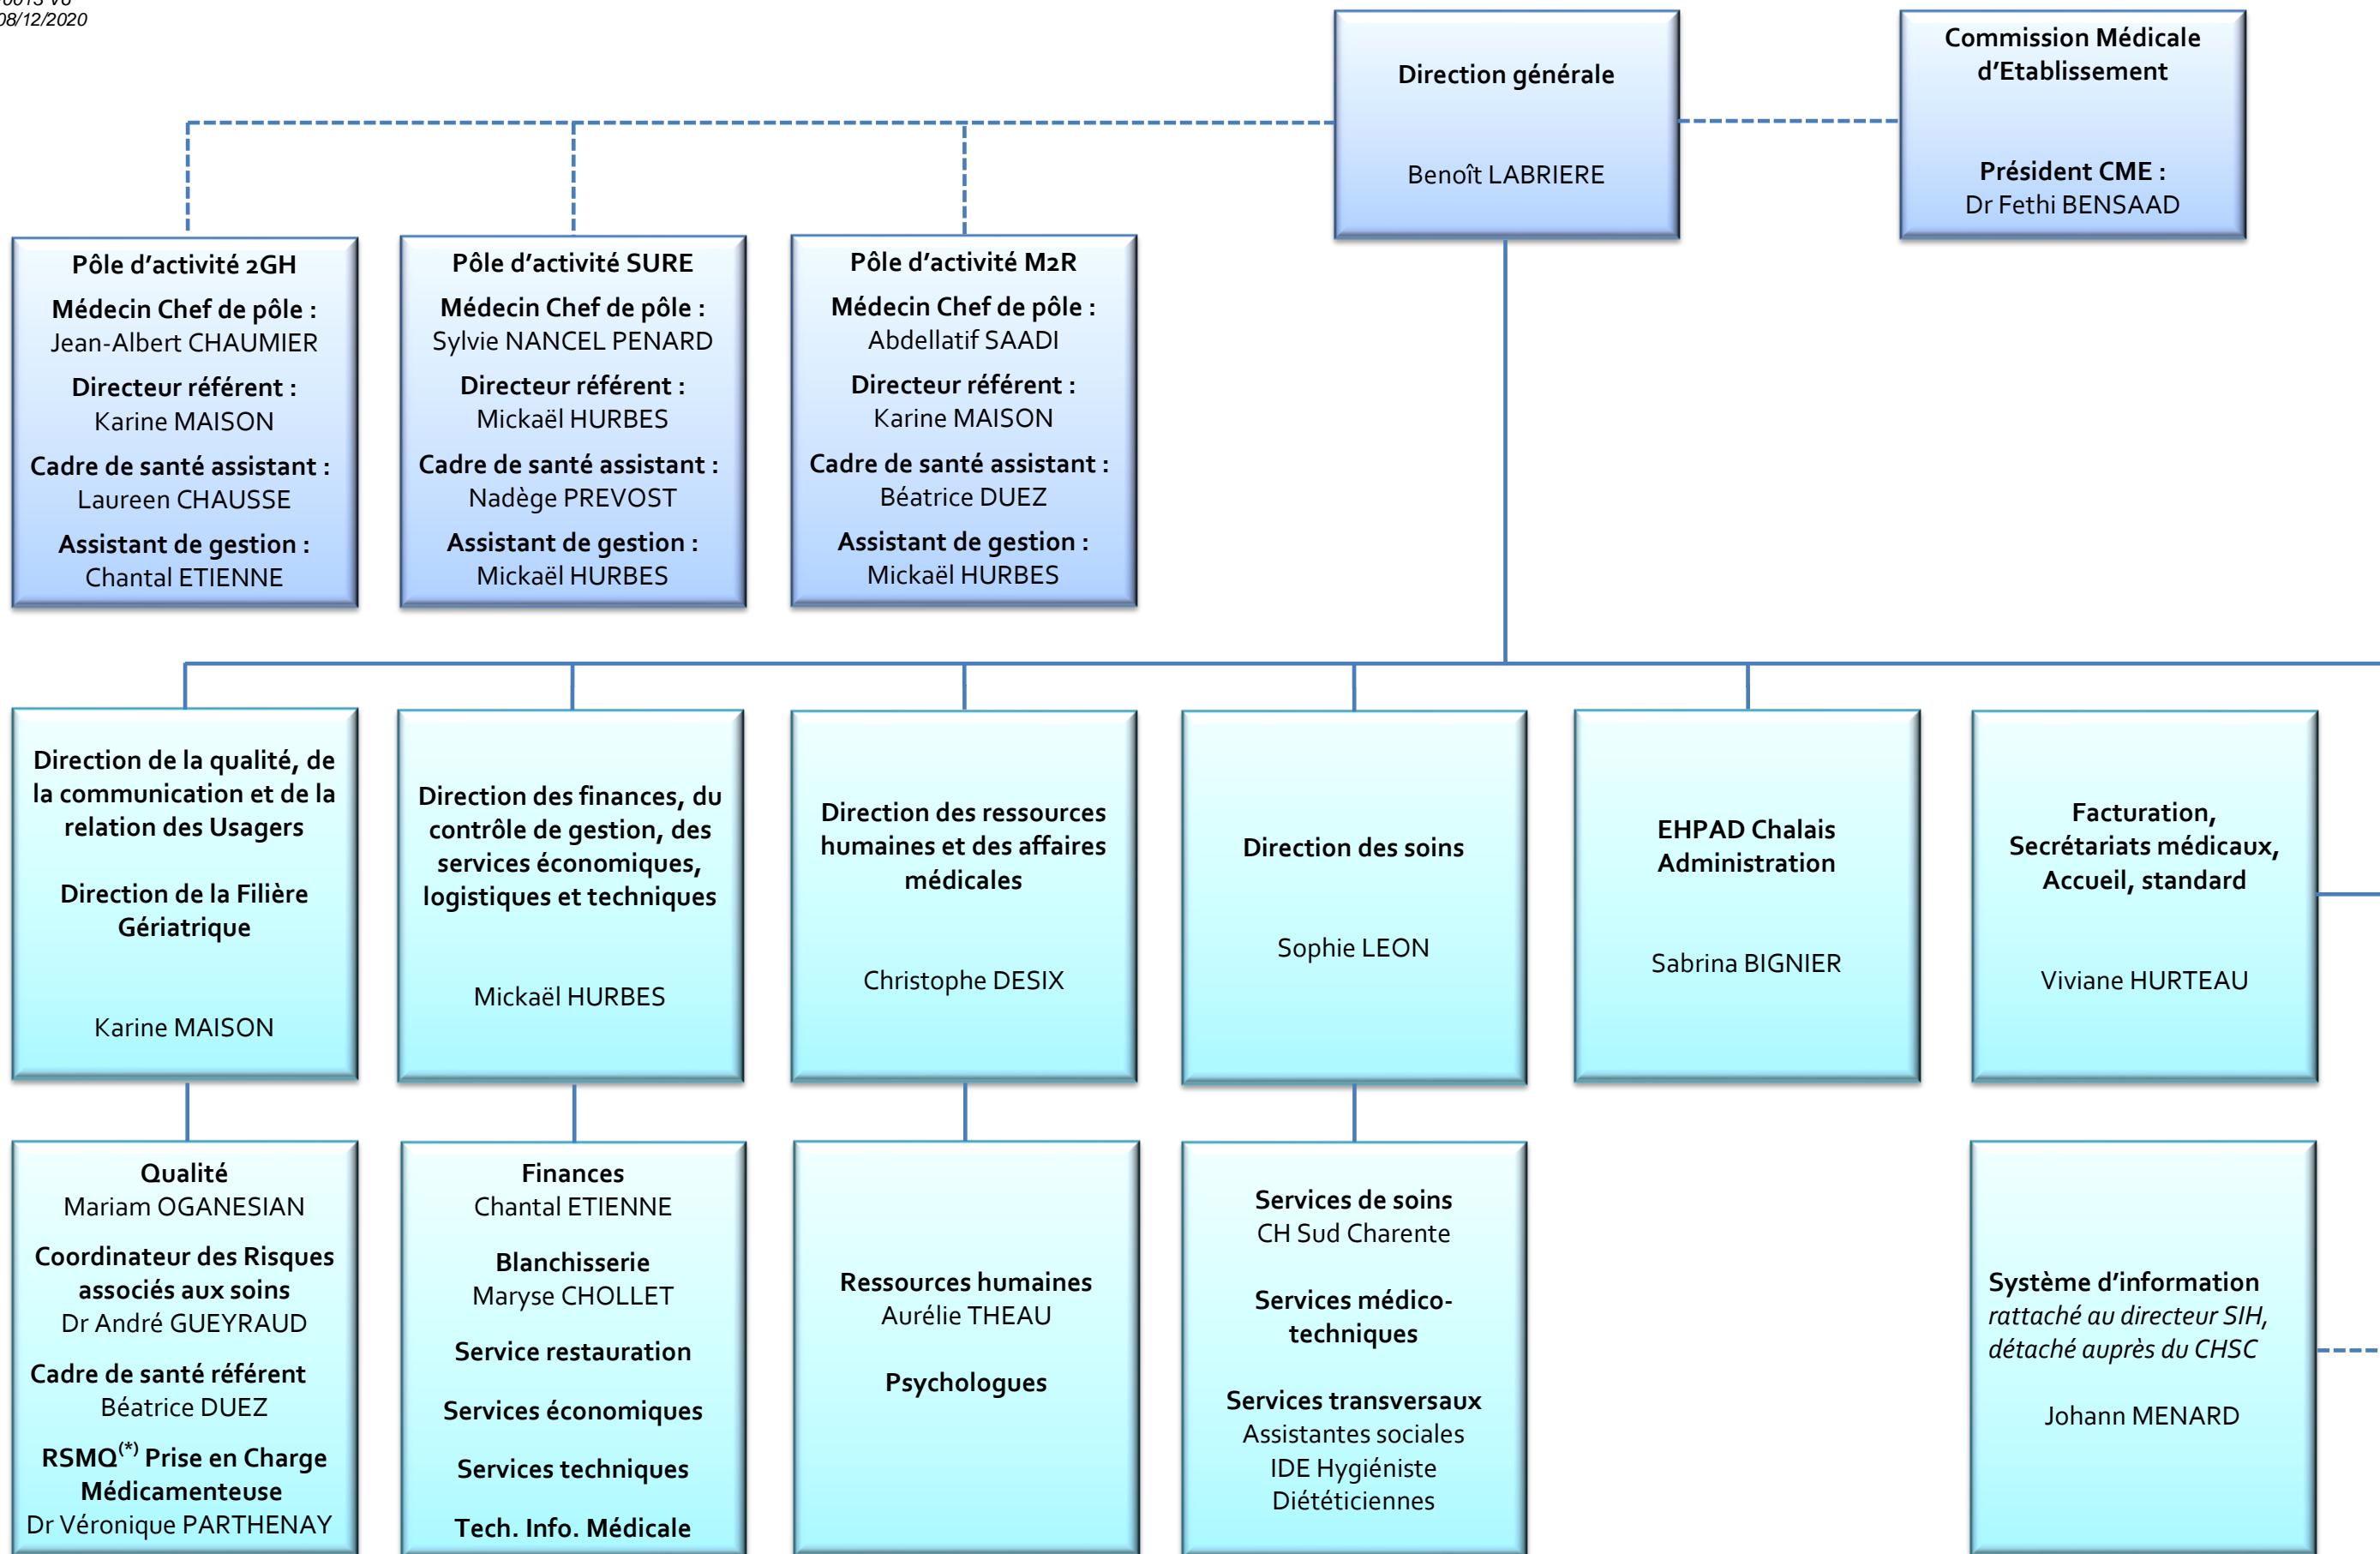 08/12/2020
Direction générale
Benoît LABRIERE
Commission Médicale
d'Etablissement
Président CME :
Dr Fethi BENSAAD
Pôle d'activité 2GH
Médecin Chef de pôle :
Jean-Albert CHAUMIER
Directeur référent :
Karine MAISON
Cadre de santé assistant :
Laureen CHAUSSE
Assistant de gestion :
Chantal ETIENNE
Pôle d'activité SURE
Médecin Chef de pôle :
Sylvie NANCEL PENARD
Directeur référent :
Mickaël HURBES
Cadre de santé assistant :
Nadège PREVOST
Assistant de gestion :
Mickaël HURBES
Pôle d'activité M2R
Médecin Chef de pôle :
Abdellatif SAADI
Directeur référent :
Karine MAISON
Cadre de santé assistant :
Béatrice DUEZ
Assistant de gestion :
Mickaël HURBES
Direction de la qualité, de
la communication et de la
relation des Usagers
Direction de la Filière
Gériatrique
Karine MAISON
Direction des finances, du
contrôle de gestion, des
services économiques,
logistiques et techniques
Mickaël HURBES
Direction des ressources
humaines et des affaires
médicales
Christophe DESIX
Direction des soins
Sophie LEON
EHPAD Chalais
Administration
Sabrina BIGNIER
Facturation,
Secrétariats médicaux,
Accueil, standard
Viviane HURTEAU
Qualité
Mariam OGANESIAN
Coordinateur des Risques
associés aux soins
Dr André GUEYRAUD
Cadre de santé référent
Béatrice DUEZ
RSMQ(*) Prise en Charge
Médicamenteuse
Dr Véronique PARTHENAY
Finances
Chantal ETIENNE
Blanchisserie
Maryse CHOLLET
Service restauration
Services économiques
Services techniques
Tech. Info. Médicale
Ressources humaines
Aurélie THEAU
Psychologues
Services de soins
CH Sud Charente
Services médico-
techniques
Services transversaux
Assistantes sociales
IDE Hygiéniste
Diététiciennes
Système d'information
rattaché au directeur SIH,
détaché auprès du CHSC
Johann MENARD